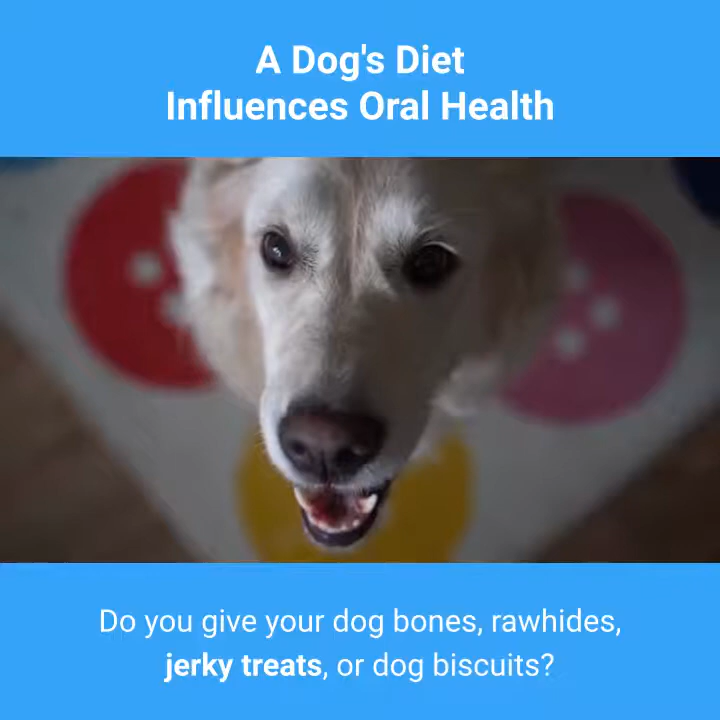 A Dog's Diet
Influences Oral Health
Do you give your dog bones, rawhides,
jerky treats, or dog biscuits?